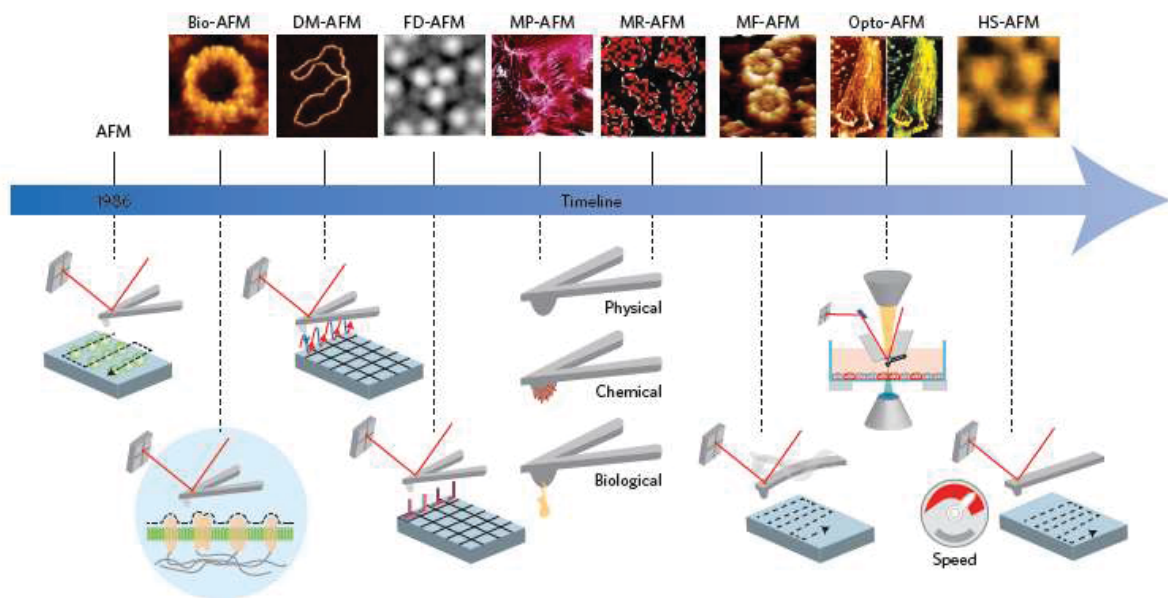 Bio-AFM
DM-AFM
FD-AFM
MP-AFM
MR-AFM
MF-AFM
Opto-AFM
HS-AFM
AFM
1986
Timeline
Physical
Chemical
Biological
Speed